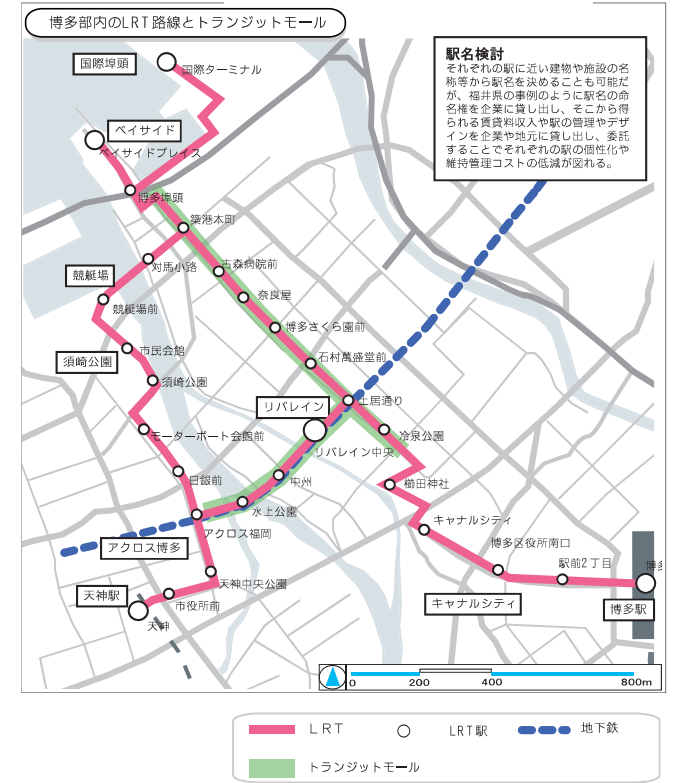 博多部内のLRT路線とトランジットモール
駅名検討
それぞれの駅に近い建物や施設の名
称等から駅名を決めることも可能だ
が、福井県の事例のように駅名の命
名権を企業に貸し出し、そこから得
られる賃貸料収入や駅の管理やデザ
インを企業や地元に貸し出し、委託
することでそれぞれの駅の個性化や
維持管理コストの低減が図れる。
国際埠頭
国際ターミナル
ベイサイド
ベイサイドプレイス
博多埠頭
築港本町
対馬小路
古森病院前
競艇場
奈良屋
競艇場前
博多さくら園前
市民会館
石村萬盛堂前
須崎公園
須崎公園
土居通り
リバレイン
モーターボート会館前
冷泉公園
リバレイン中央
日銀前
中州
櫛田神社
水上公園
キャナルシティ
アクロス福岡
アクロス博多
博多区役所南口
駅前2丁目
博多
天神中央公園
天神駅
市役所前
キャナルシティ
博多駅
天神
0 200 400 800m
LRT
LRT駅
地下鉄
トランジットモール